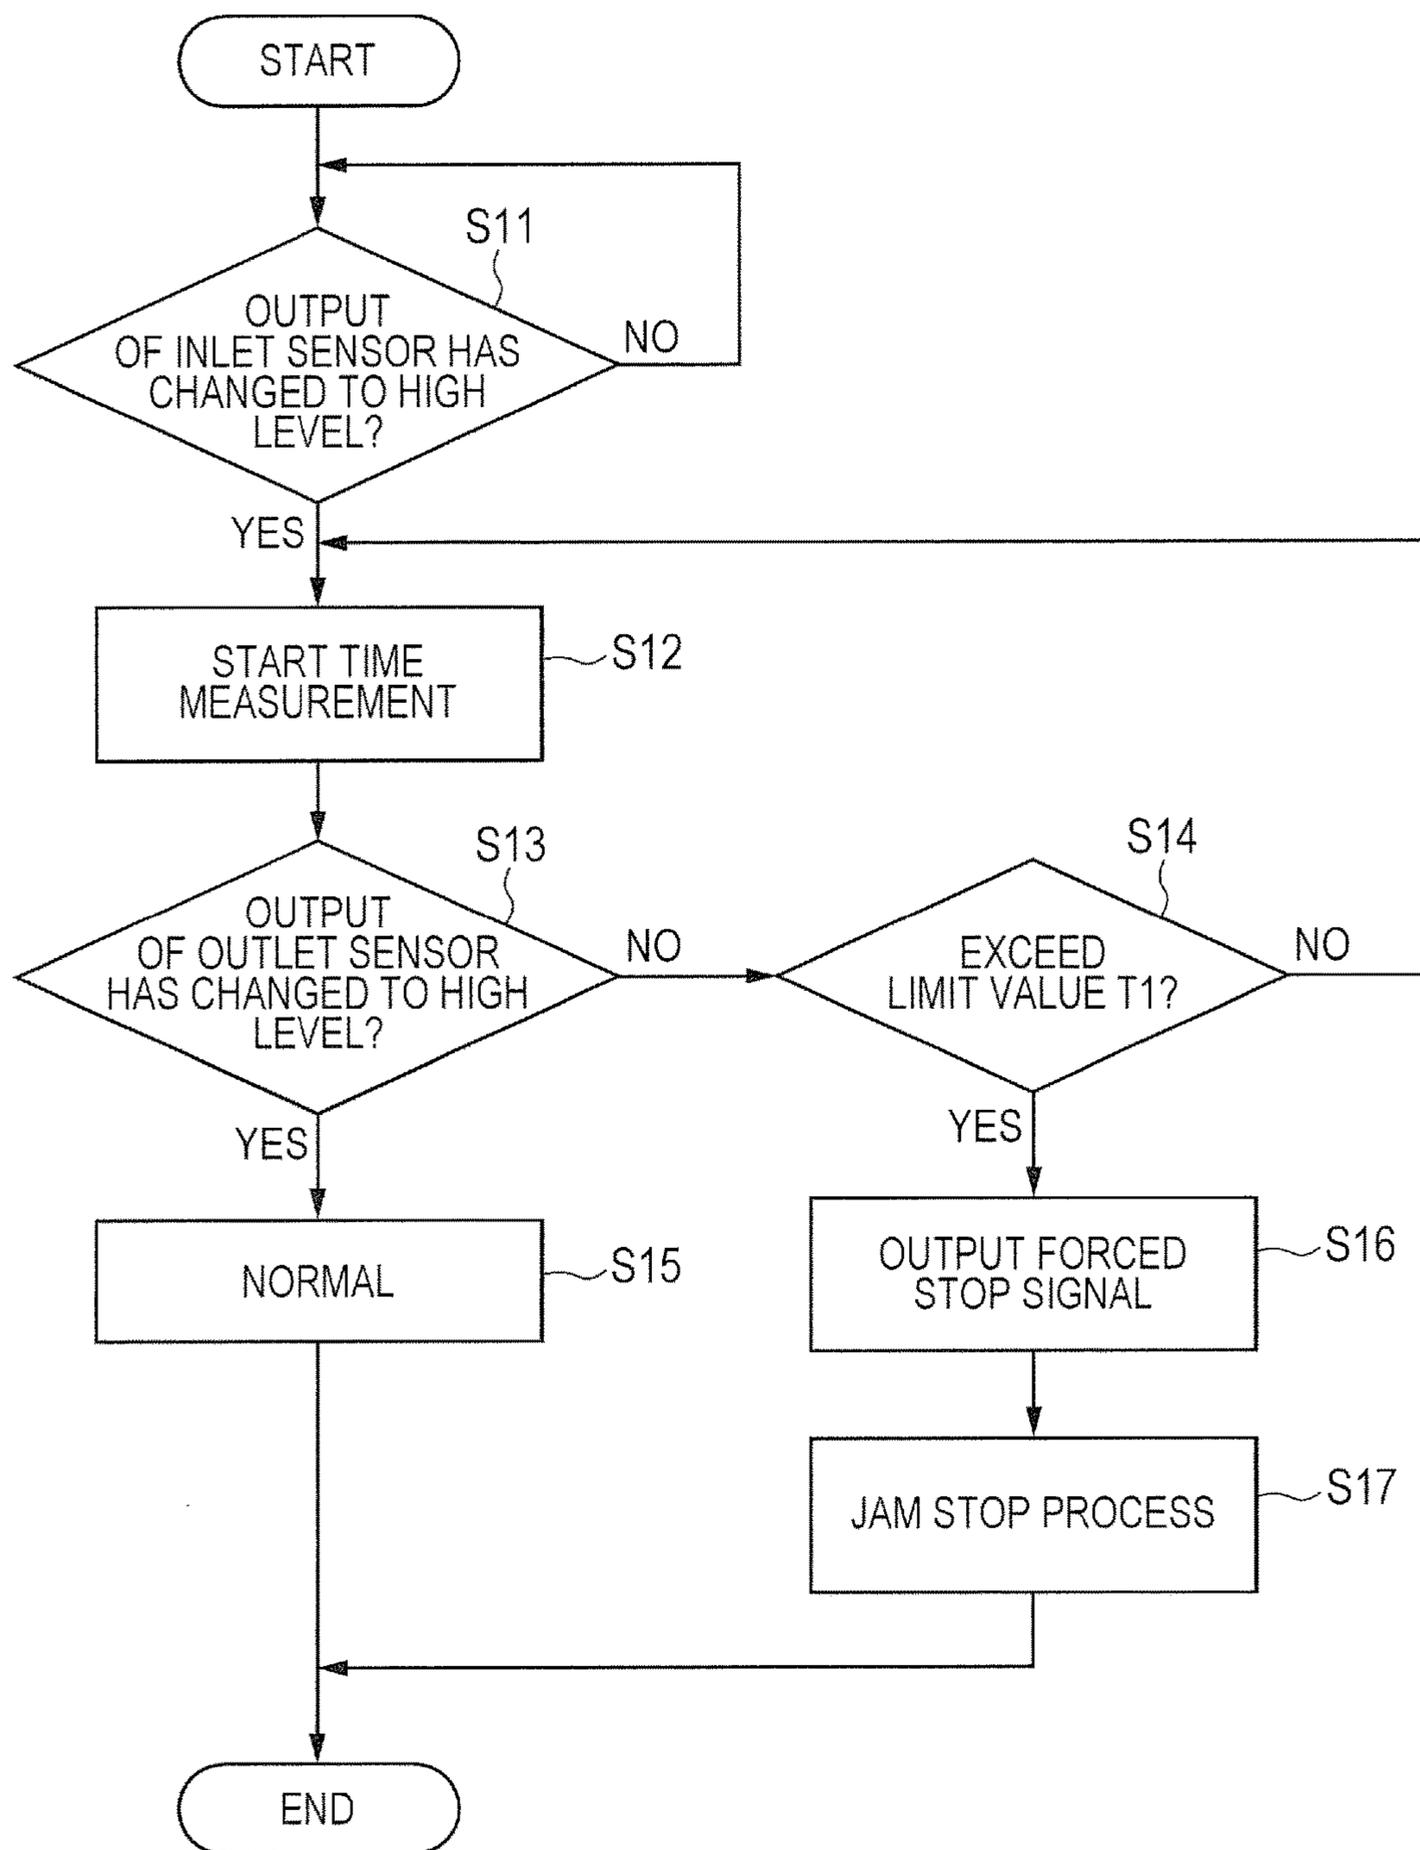 START
S11
OUTPUT
OF INLET SENSOR HAS
CHANGED TO HIGH
LEVEL?
NO
YES
START TIME
MEASUREMENT
S12
S13
OUTPUT
OF OUTLET SENSOR
HAS CHANGED TO HIGH
LEVEL?
NO
S14
EXCEED
LIMIT VALUE T1?
NO
YES
YES
NORMAL
S15
OUTPUT FORCED
STOP SIGNAL
S16
JAM STOP PROCESS
S17
END